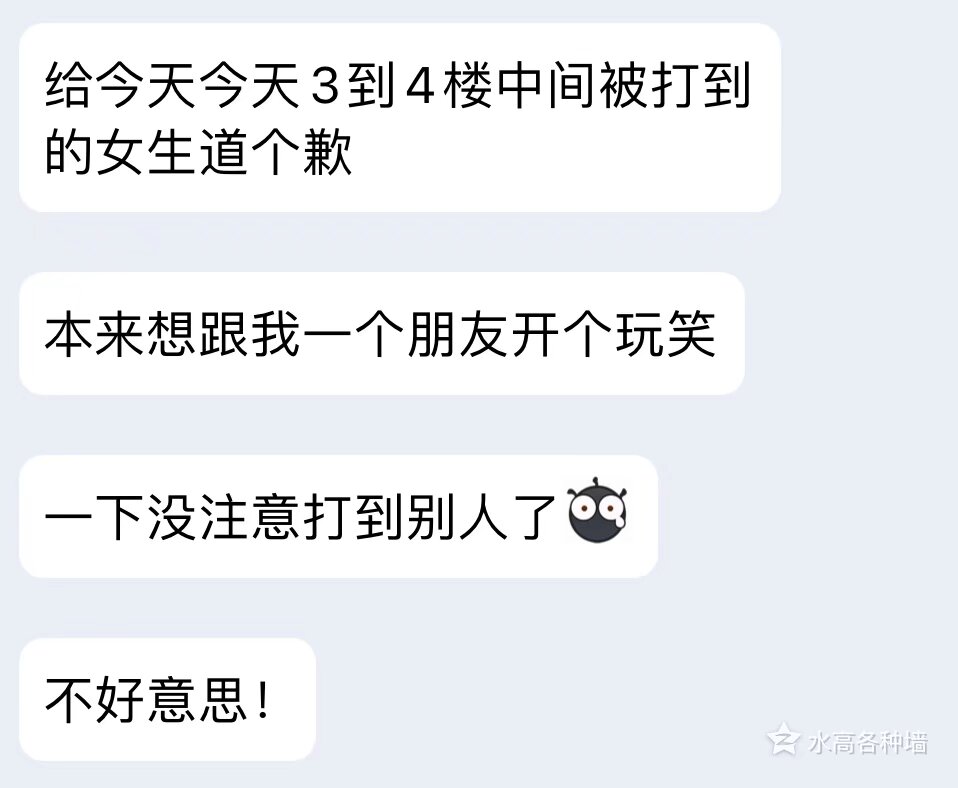 给今天今天3到4楼中间被打到
的女生道个歉
本来想跟我一个朋友开个玩笑
一下没注意打到别人了
不好意思！
水高各种墙